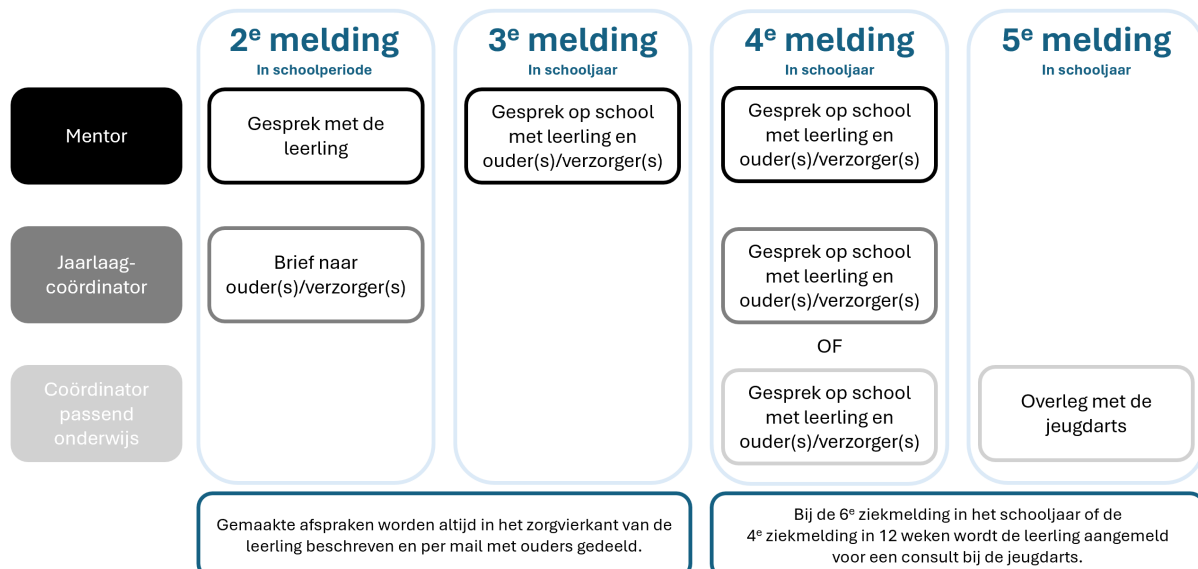 2e melding
In schoolperiode
3e melding
In schooljaar
4e melding
In schooljaar
5e melding
In schooljaar
Mentor
Gesprek met de
leerling
Gesprek op school
met leerling en
ouder(s)/verzorger(s)
Gesprek op school
met leerling en
ouder(s)/verzorger(s)
Jaarlaag-
coördinator
Brief naar
ouder(s)/verzorger(s)
Gesprek op school
met leerling en
ouder(s)/verzorger(s)
OF
Coördinator
passend
onderwijs
Gesprek op school
met leerling en
ouder(s)/verzorger(s)
Overleg met de
jeugdarts
Gemaakte afspraken worden altijd in het zorgvierkant van de
leerling beschreven en per mail met ouders gedeeld.
Bij de 6e ziekmelding in het schooljaar of de
4e ziekmelding in 12 weken wordt de leerling aangemeld
voor een consult bij de jeugdarts.